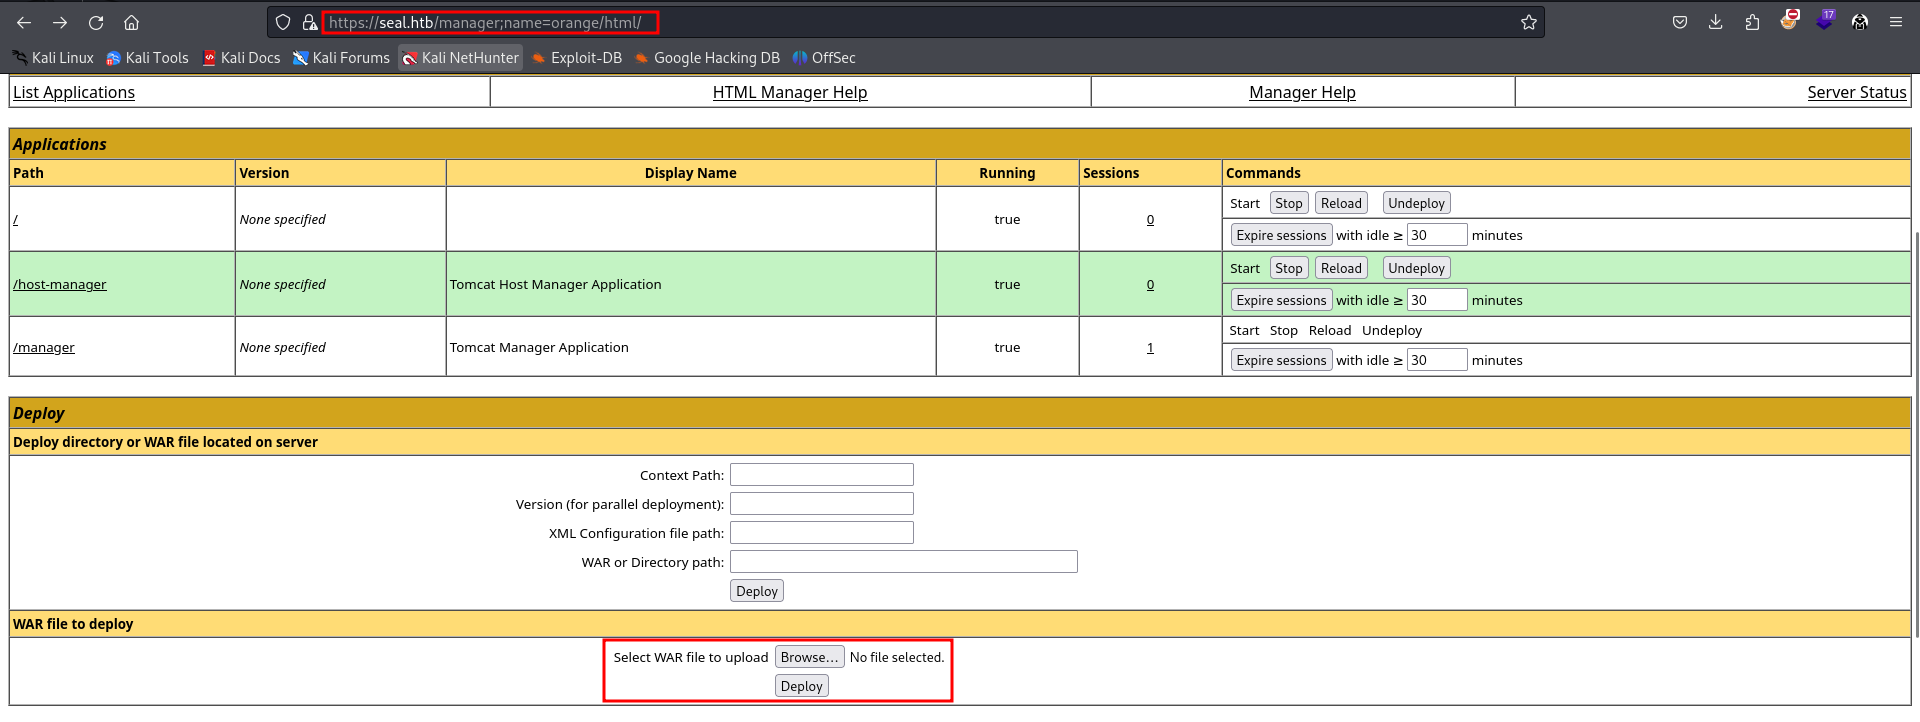 https://seal.htb/manager;name=orange/html/
17
Kali Linux Kali Tools Kali Docs Kali Forums Kali NetHunter Exploit-DB Google Hacking DB OffSec
List Applications HTML Manager Help Manager Help Server Status
Applications
Path Version Display Name Running Sessions Commands
/ None specified true 0 Start Stop Reload Undeploy
Expire sessions with idle ≥ 30 minutes
/host-manager None specified Tomcat Host Manager Application true 0 Start Stop Reload Undeploy
Expire sessions with idle ≥ 30 minutes
/manager None specified Tomcat Manager Application true 1 Start Stop Reload Undeploy
Expire sessions with idle ≥ 30 minutes
Deploy
Deploy directory or WAR file located on server
Context Path:
Version (for parallel deployment):
XML Configuration file path:
WAR or Directory path:
Deploy
WAR file to deploy
Select WAR file to upload Browse... No file selected.
Deploy